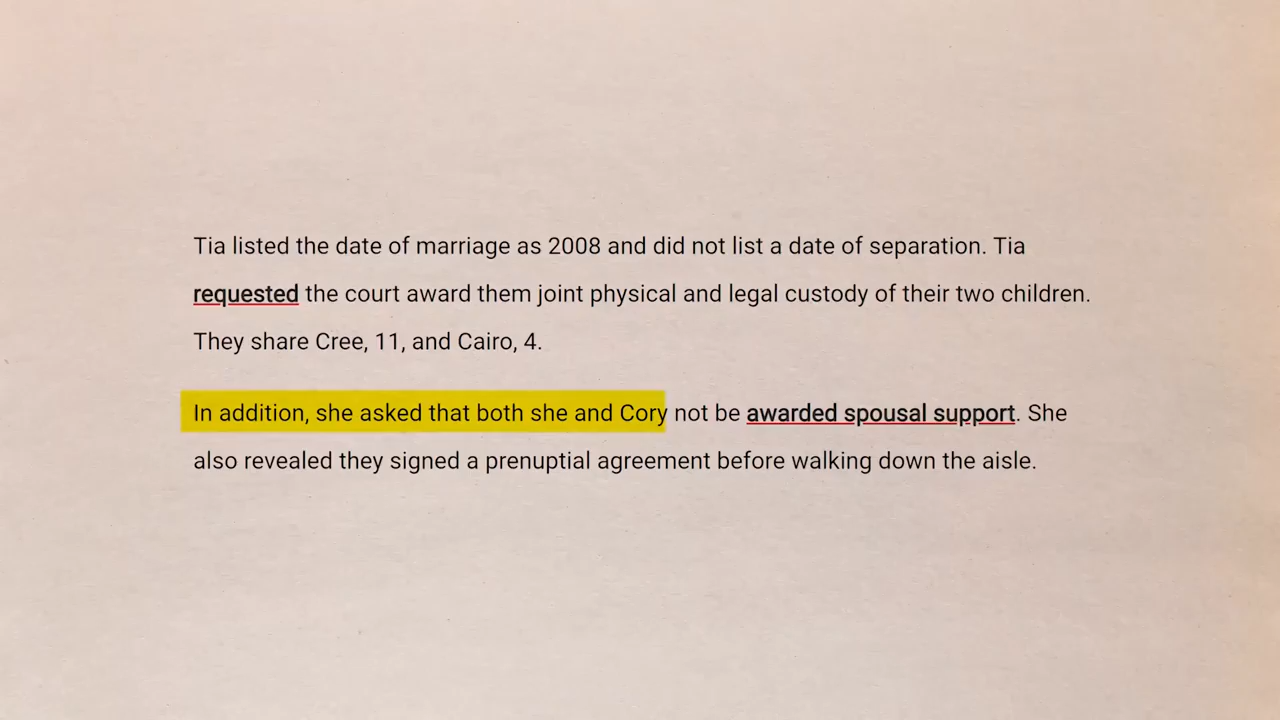 Tia listed the date of marriage as 2008 and did not list a date of separation. Tia
requested the court award them joint physical and legal custody of their two children.
They share Cree, 11, and Cairo, 4.
In addition, she asked that both she and Cory not be awarded spousal support. She
also revealed they signed a prenuptial agreement before walking down the aisle.